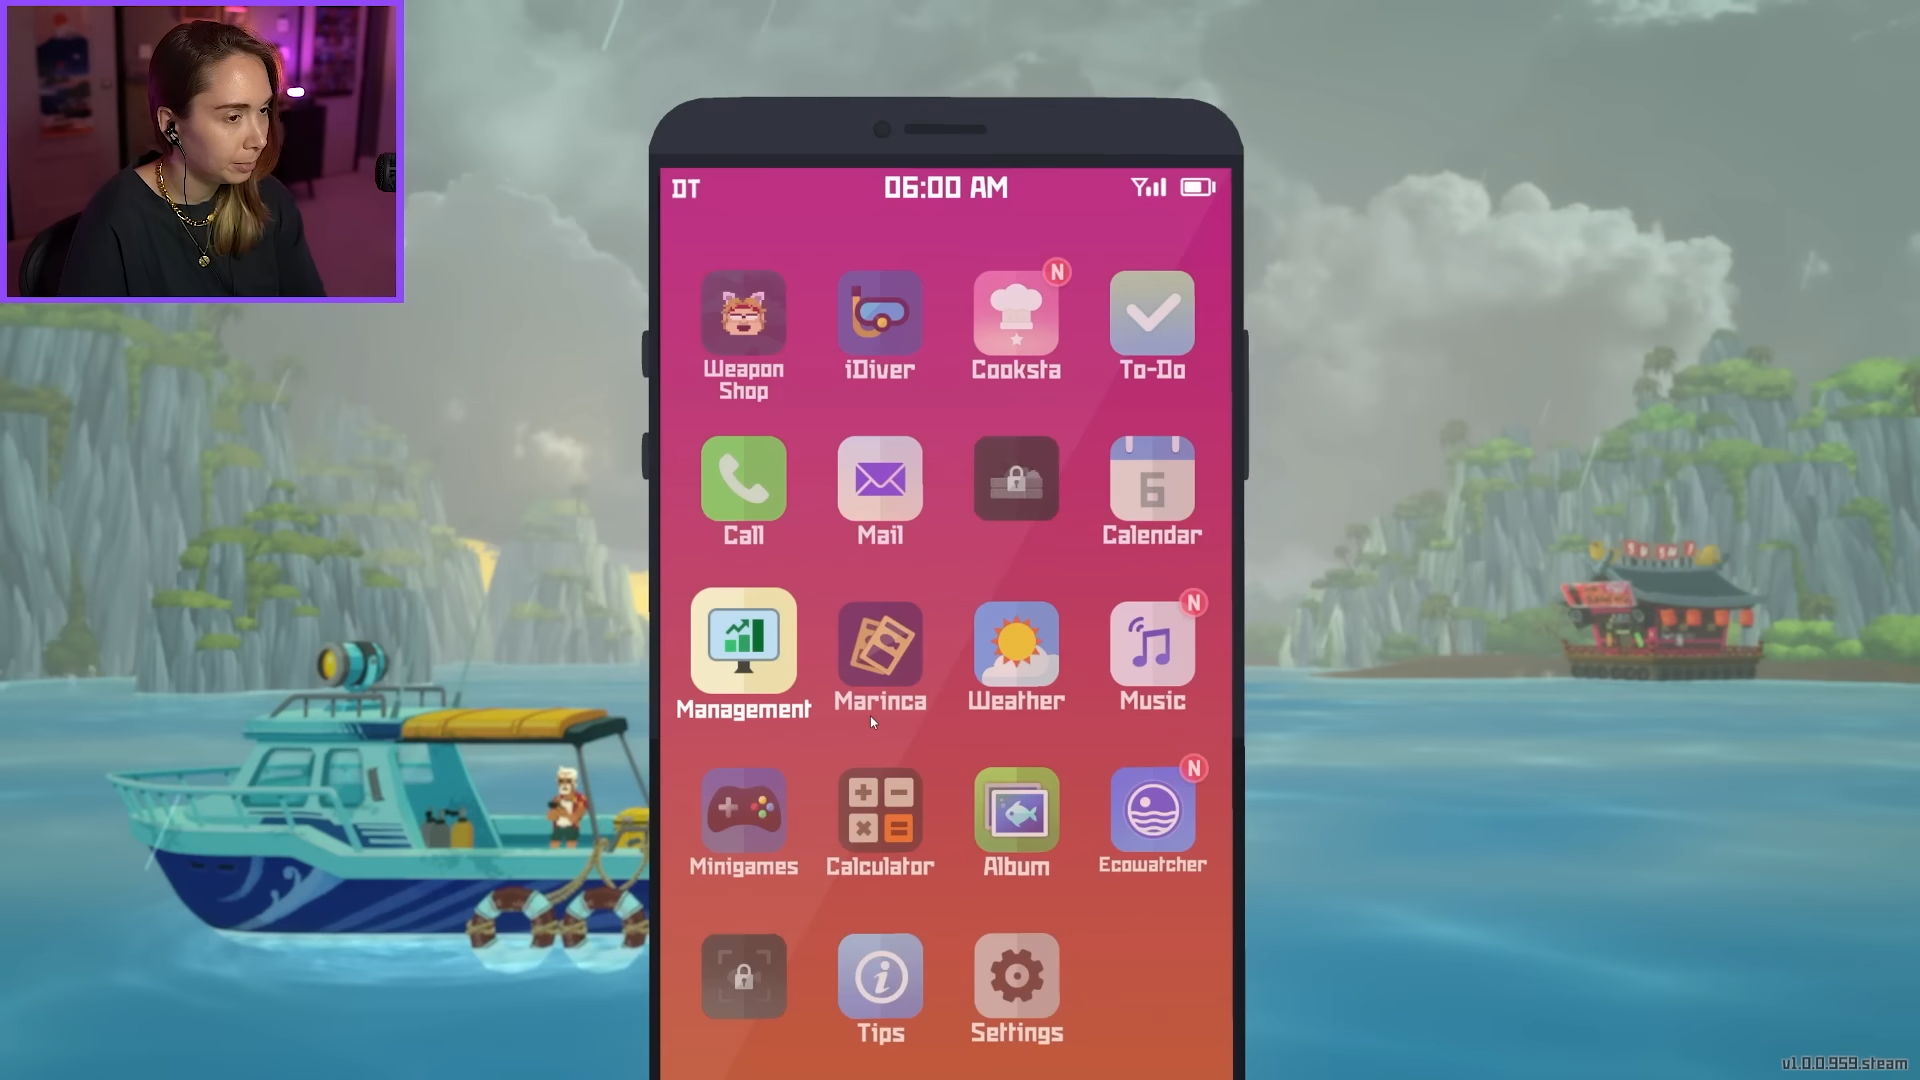 DT
06:00 AM
N
Weapon
Shop
iDiver
Cooksta
To-Do
6
Call
Mail
Calendar
N
Management
Marinca
Weather
Music
N
Minigames
Calculator
Album
Ecowatcher
Tips
Settings
SUSHI
v1.0.0.959.steam